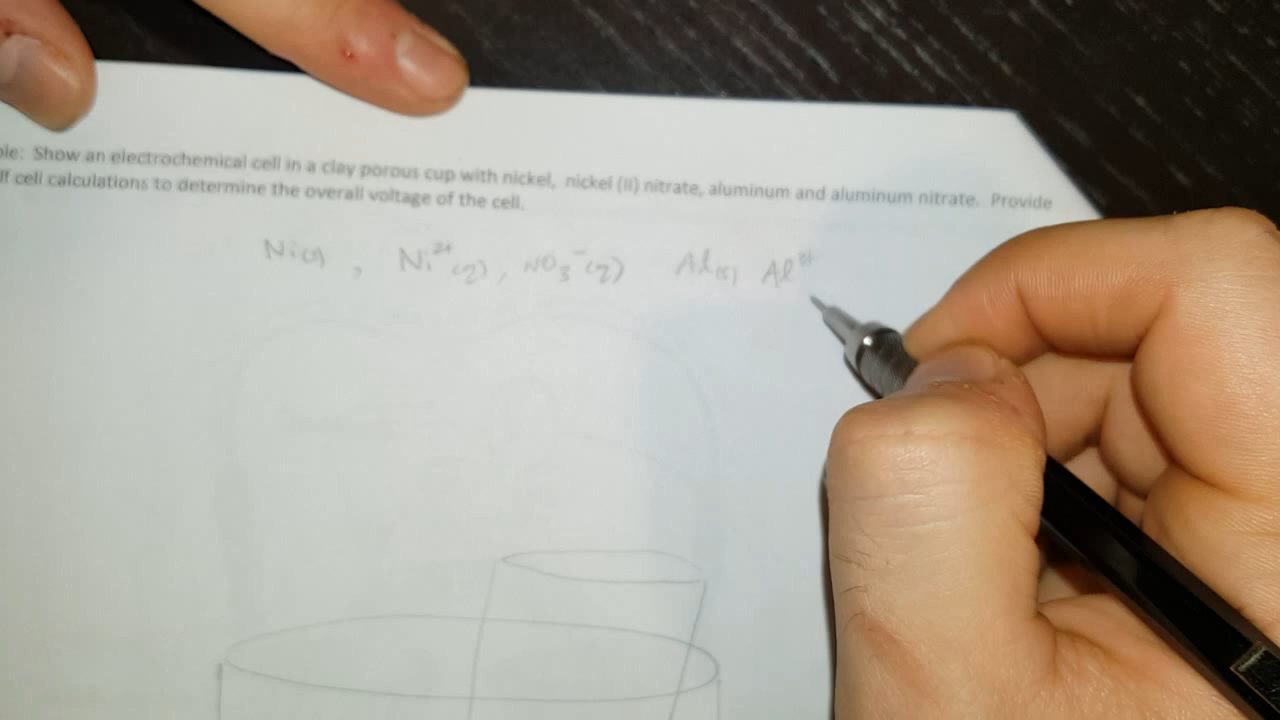 ple: Show an electrochemical cell in a clay porous cup with nickel, nickel (II) nitrate, aluminum and aluminum nitrate. Provide
lf cell calculations to determine the overall voltage of the cell.
Ni(s) , Ni²⁺(aq), NO₃⁻(aq) Al(s) Al³⁺